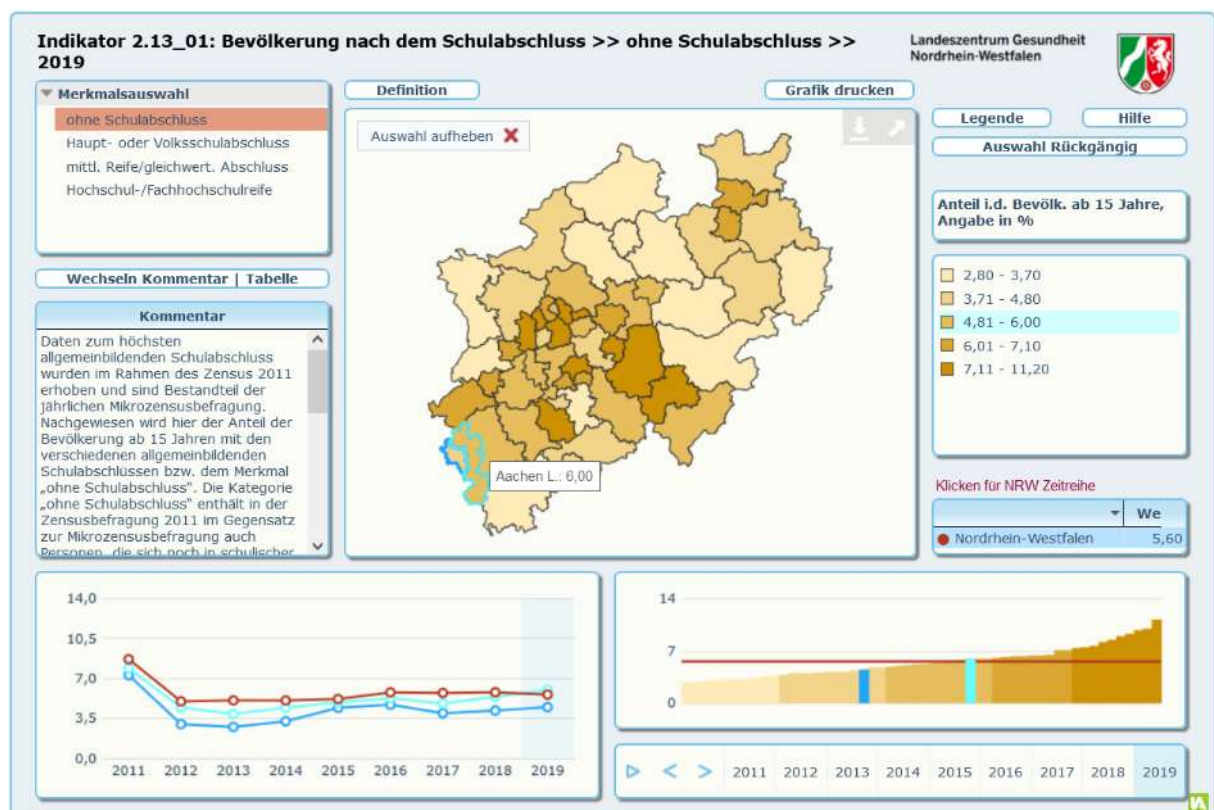 Indikator 2.13_01: Bevölkerung nach dem Schulabschluss >> ohne Schulabschluss >>
2019
Landeszentrum Gesundheit
Nordrhein-Westfalen
Merkmalsauswahl
ohne Schulabschluss
Haupt- oder Volksschulabschluss
mittl. Reife/gleichwert. Abschluss
Hochschul-/Fachhochschulreife
Wechseln Kommentar | Tabelle
Kommentar
Daten zum höchsten
allgemeinbildenden Schulabschluss
wurden im Rahmen des Zensus 2011
erhoben und sind Bestandteil der
jährlichen Mikrozensusbefragung.
Nachgewiesen wird hier der Anteil der
Bevölkerung ab 15 Jahren mit den
verschiedenen allgemeinbildenden
Schulabschlüssen bzw. dem Merkmal
„ohne Schulabschluss“. Die Kategorie
„ohne Schulabschluss“ enthält in der
Zensusbefragung 2011 im Gegensatz
zur Mikrozensusbefragung auch
Personen, die sich noch in schulischer
Definition
Grafik drucken
Auswahl aufheben
Aachen L.: 6,00
Legende
Hilfe
Auswahl Rückgängig
Anteil i.d. Bevölk. ab 15 Jahre,
Angabe in %
2,80 - 3,70
3,71 - 4,80
4,81 - 6,00
6,01 - 7,10
7,11 - 11,20
Klicken für NRW Zeitreihe
We
Nordrhein-Westfalen 5,60
14,0
10,5
7,0
3,5
0,0
2011 2012 2013 2014 2015 2016 2017 2018 2019
14
7
0
2011 2012 2013 2014 2015 2016 2017 2018 2019